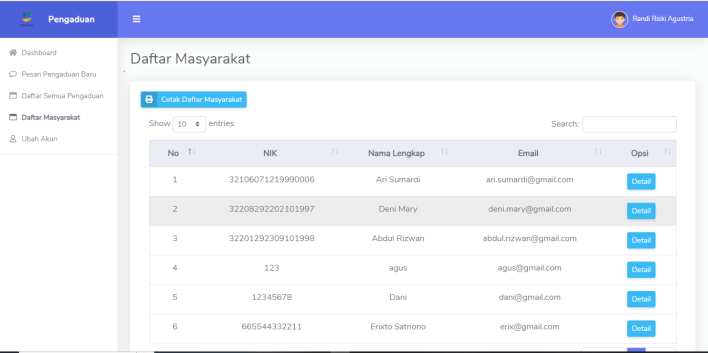 Pengaduan
Randi Riski Agustria
Dashboard
Pesan Pengaduan Baru
Daftar Semua Pengaduan
Daftar Masyarakat
Ubah Akun
Daftar Masyarakat
Cetak Daftar Masyarakat
Show 10 entries Search:
No NIK Nama Lengkap Email Opsi
1 32106071219990006 Ari Sumardi ari.sumardi@gmail.com Detail
2 32208292202101997 Deni Mary deni.mary@gmail.com Detail
3 32201292309101998 Abdul Rizwan abdul.rizwan@gmail.com Detail
4 123 agus agus@gmail.com Detail
5 12345678 Dani dani@gmail.com Detail
6 665544332211 Erixto Satriono erix@gmail.com Detail